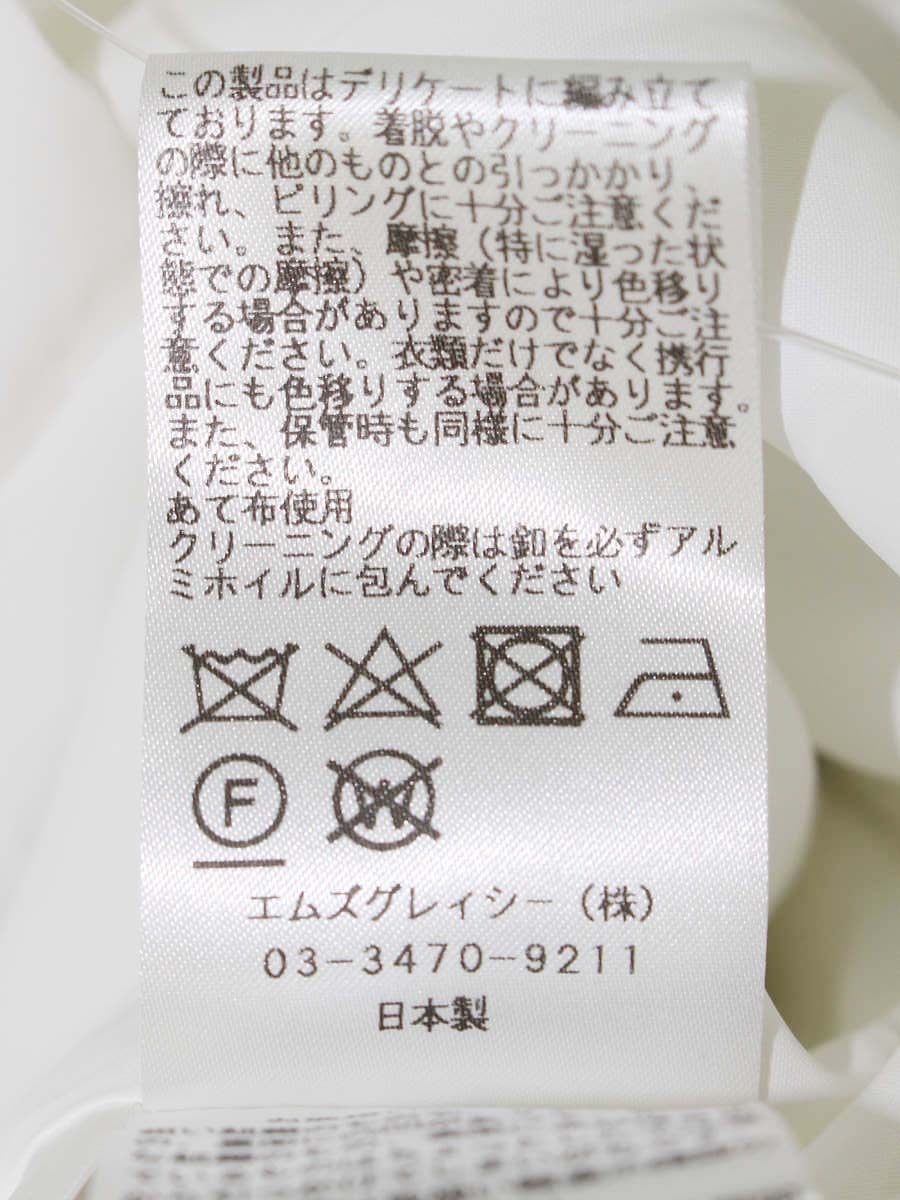 この製品はデリケートに編み立て
ております。着脱やクリーニング
の際に他のものとの引っかかり、
擦れ、ピリングに十分ご注意くだ
さい。また、摩擦（特に湿った状
態での摩擦）や密着により色移り
する場合がありますので十分ご注
意ください。衣類だけでなく携行
品にも色移りする場合があります。
また、保管時も同様に十分ご注意
ください。
あて布使用
クリーニングの際は釦を必ずアル
ミホイルに包んでください
F W
エムズグレイシー（株）
03-3470-9211
日本製